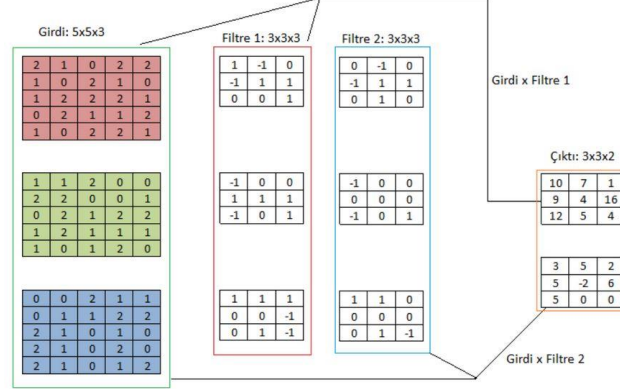 Girdi: 5x5x3
Filtre 1: 3x3x3
Filtre 2: 3x3x3
2 1 0 2 2
1 0 2 1 0
1 2 2 2 1
0 2 1 1 2
1 0 2 2 1
1 -1 0
-1 1 1
0 0 1
0 -1 0
-1 1 1
0 1 0
Girdi x Filtre 1
1 1 2 0 0
2 2 0 0 1
0 2 1 2 2
1 2 1 1 1
1 0 1 2 0
-1 0 0
1 1 1
-1 0 1
-1 0 0
0 0 0
-1 0 1
Çıktı: 3x3x2
10 7 1
9 4 16
12 5 4
0 0 2 1 1
0 1 1 2 2
2 1 0 1 0
2 1 0 2 0
2 1 0 1 2
1 1 1
0 0 -1
0 1 -1
1 1 0
0 0 0
0 1 -1
3 5 2
5 -2 6
5 0 0
Girdi x Filtre 2